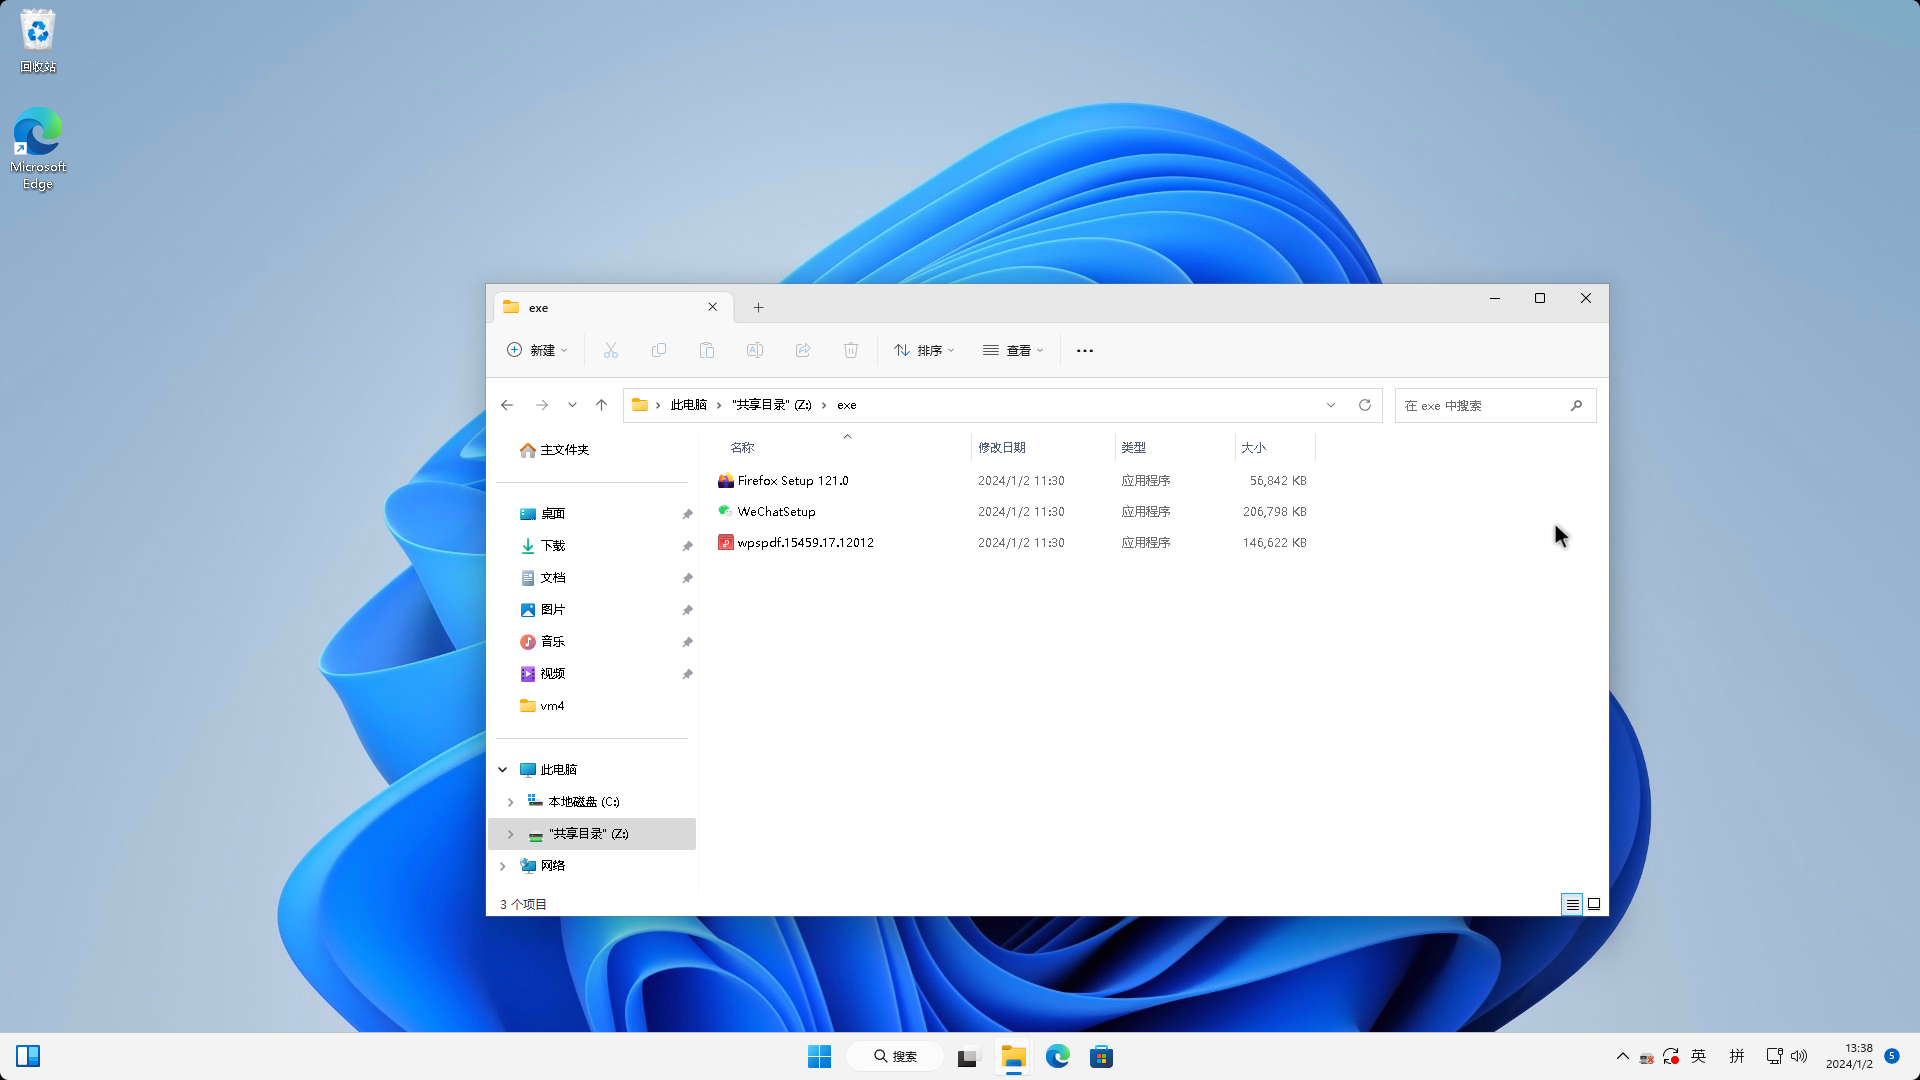 回收站
Microsoft
Edge
exe
新建
排序
查看
此电脑
"共享目录" (Z:)
exe
在 exe 中搜索
名称
修改日期
类型
大小
Firefox Setup 121.0
2024/1/2 11:30
应用程序
56,842 KB
WeChatSetup
2024/1/2 11:30
应用程序
206,798 KB
wpspdf.15459.17.12012
2024/1/2 11:30
应用程序
146,622 KB
主文件夹
桌面
下载
文档
图片
音乐
视频
vm4
此电脑
本地磁盘 (C:)
"共享目录" (Z:)
网络
3 个项目
搜索
英
拼
13:38
2024/1/2
5